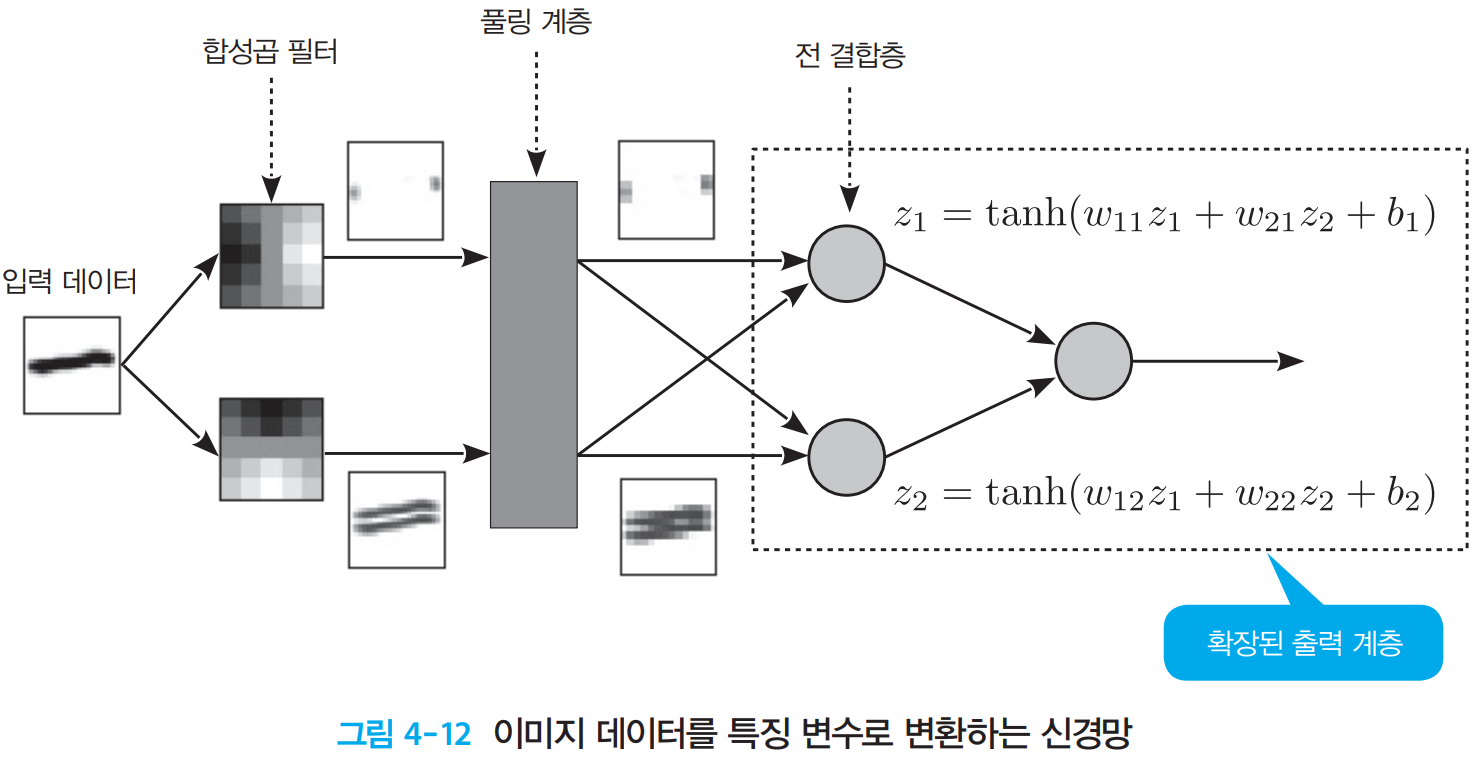 풀링 계층
합성곱 필터
전 결합층
입력 데이터
z₁ = tanh(w₁₁z₁ + w₂₁z₂ + b₁)
z₂ = tanh(w₁₂z₁ + w₂₂z₂ + b₂)
확장된 출력 계층
그림 4-12 이미지 데이터를 특징 변수로 변환하는 신경망